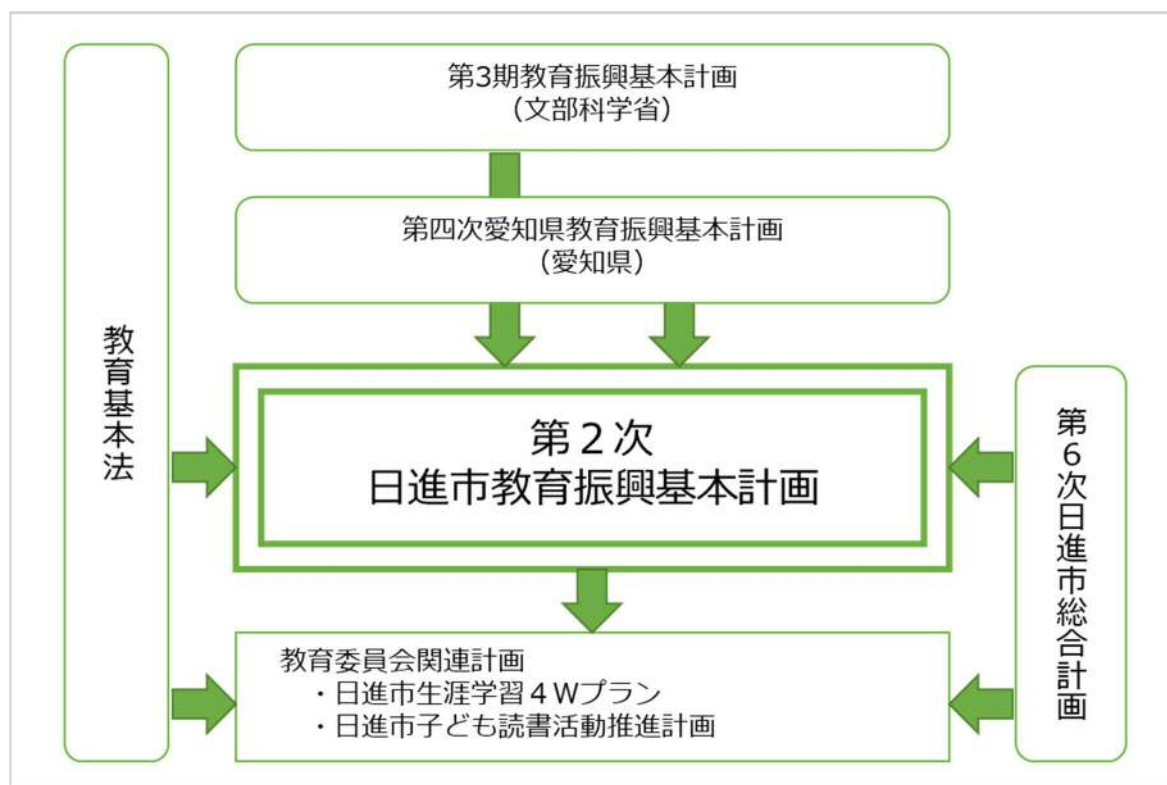 第3期教育振興基本計画
（文部科学省）
第四次愛知県教育振興基本計画
（愛知県）
教育基本法
第２次
日進市教育振興基本計画
第６次日進市総合計画
教育委員会関連計画
・日進市生涯学習４Ｗプラン
・日進市子ども読書活動推進計画